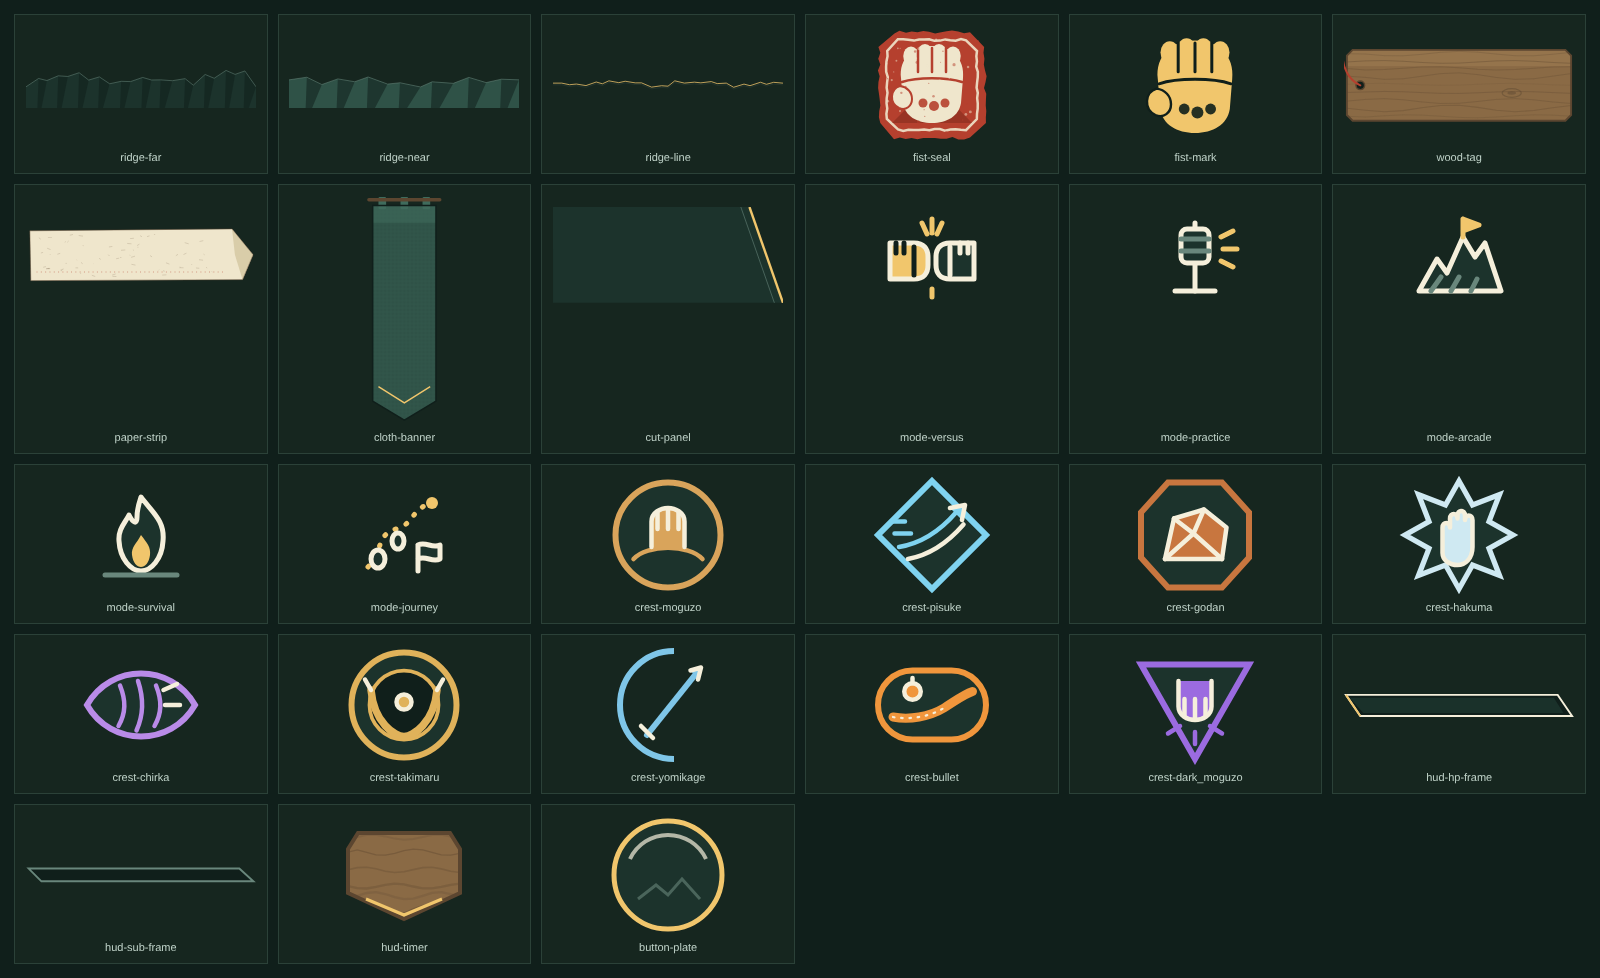 ridge-far
ridge-near
ridge-line
fist-seal
fist-mark
wood-tag
paper-strip
cloth-banner
cut-panel
mode-versus
mode-practice
mode-arcade
mode-survival
mode-journey
crest-moguzo
crest-pisuke
crest-godan
crest-hakuma
crest-chirka
crest-takimaru
crest-yomikage
crest-bullet
crest-dark_moguzo
hud-hp-frame
hud-sub-frame
hud-timer
button-plate